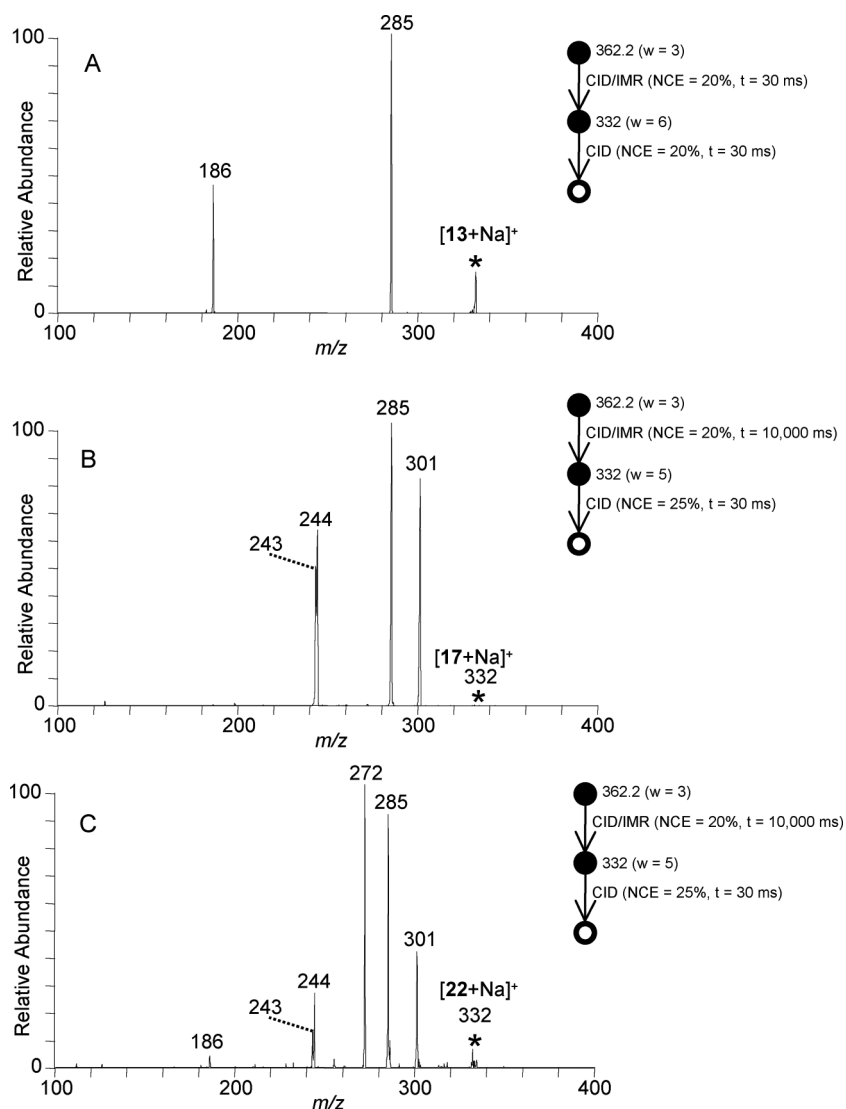 A
Relative Abundance
100
0
186
285
[13+Na]⁺
*
100 200 300 400
m/z
362.2 (w = 3)
CID/IMR (NCE = 20%, t = 30 ms)
332 (w = 6)
CID (NCE = 20%, t = 30 ms)
B
Relative Abundance
100
0
243
244
285
301
[17+Na]⁺
332
*
100 200 300 400
m/z
362.2 (w = 3)
CID/IMR (NCE = 20%, t = 10,000 ms)
332 (w = 5)
CID (NCE = 25%, t = 30 ms)
C
Relative Abundance
100
0
186
243
244
272
285
301
[22+Na]⁺
332
*
100 200 300 400
m/z
362.2 (w = 3)
CID/IMR (NCE = 20%, t = 10,000 ms)
332 (w = 5)
CID (NCE = 25%, t = 30 ms)